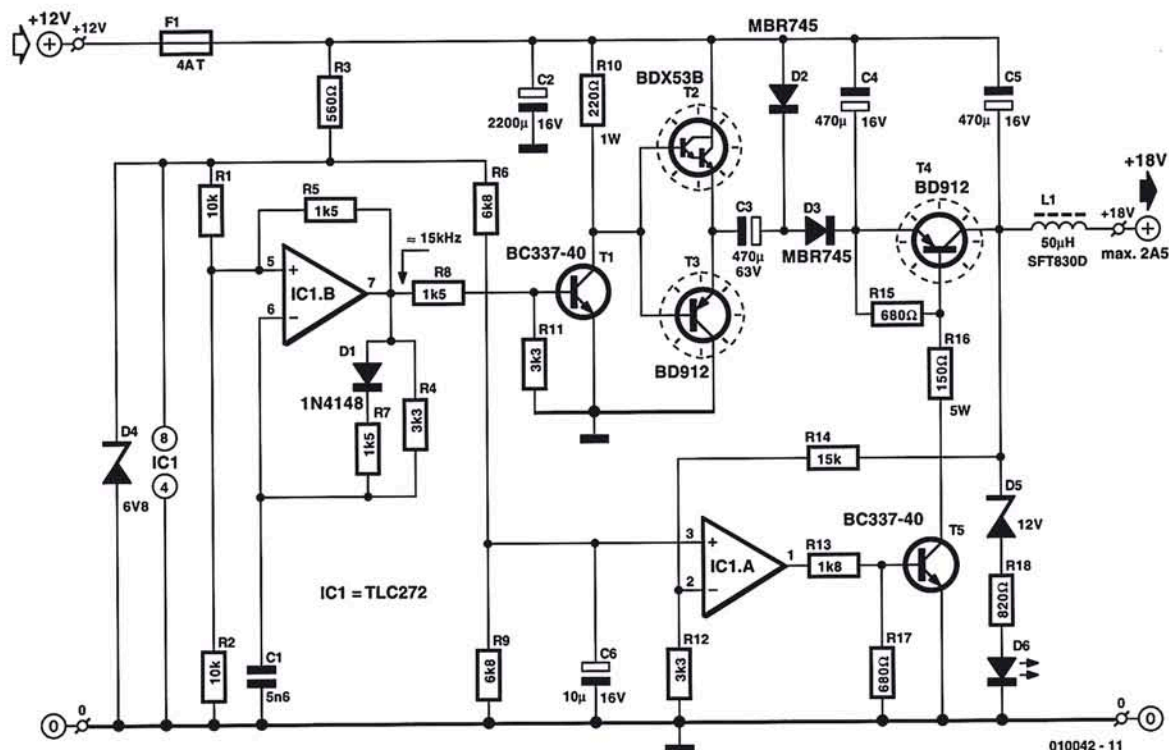 +12V
+
+12V
F1
4AT
R3
560Ω
C2
2200µ 16V
R10
220Ω
1W
BDX53B
T2
MBR745
D2
C4
470µ 16V
C5
470µ 16V
R1
10k
R5
1k5
R6
6k8
≈ 15kHz
5
+
6
−
IC1.B
7
R8
1k5
BC337-40
T1
R11
3k3
T3
BD912
C3
470µ
63V
D3
MBR745
T4
BD912
R15
680Ω
R16
150Ω
5W
L1
50µH
SFT830D
+18V
+18V
+
max. 2A5
D1
1N4148
R7
1k5
R4
3k3
D4
6V8
8
IC1
4
R14
15k
D5
12V
BC337-40
T5
3
+
2
−
IC1.A
1
R13
1k8
R18
820Ω
IC1 = TLC272
R2
10k
C1
5n6
R9
6k8
C6
10µ 16V
R12
3k3
R17
680Ω
D6
0
0
0
0
010042 - 11